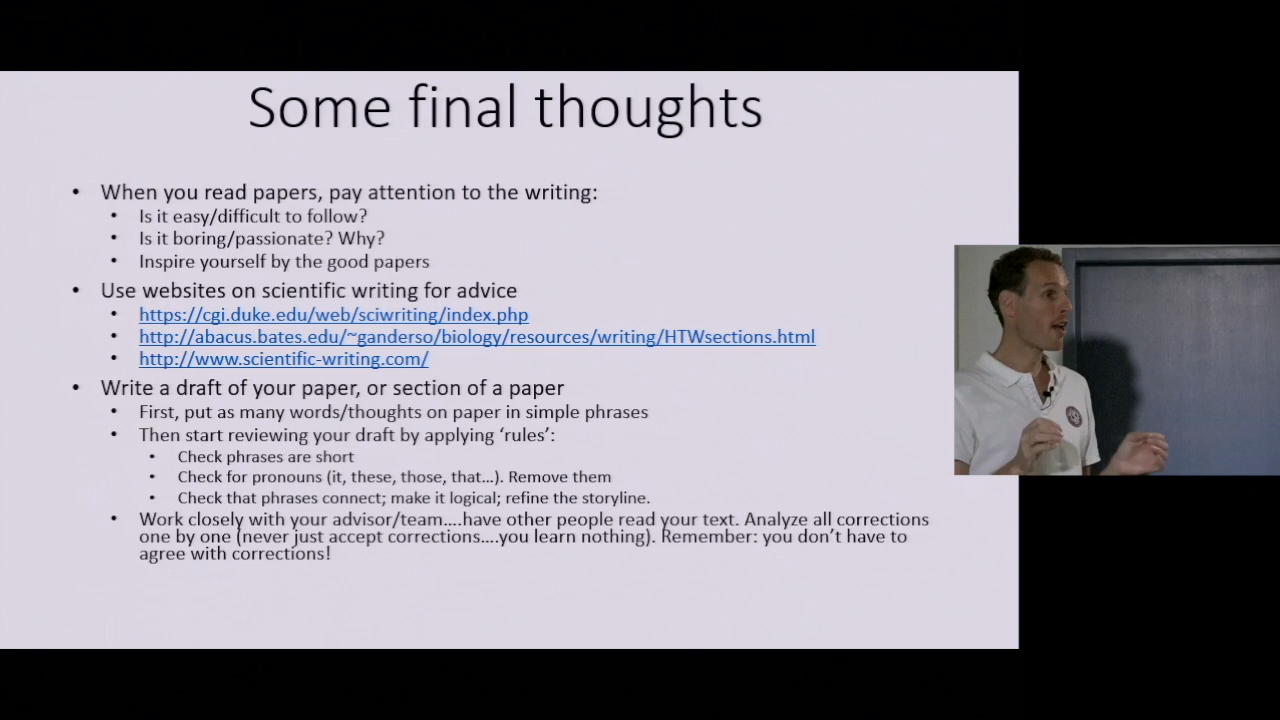 Some final thoughts
• When you read papers, pay attention to the writing:
• Is it easy/difficult to follow?
• Is it boring/passionate? Why?
• Inspire yourself by the good papers
• Use websites on scientific writing for advice
• https://cgi.duke.edu/web/sciwriting/index.php
• http://abacus.bates.edu/~ganderso/biology/resources/writing/HTWsections.html
• http://www.scientific-writing.com/
• Write a draft of your paper, or section of a paper
• First, put as many words/thoughts on paper in simple phrases
• Then start reviewing your draft by applying ‘rules’:
• Check phrases are short
• Check for pronouns (it, these, those, that…). Remove them
• Check that phrases connect; make it logical; refine the storyline.
• Work closely with your advisor/team….have other people read your text. Analyze all corrections
one by one (never just accept corrections….you learn nothing). Remember: you don’t have to
agree with corrections!